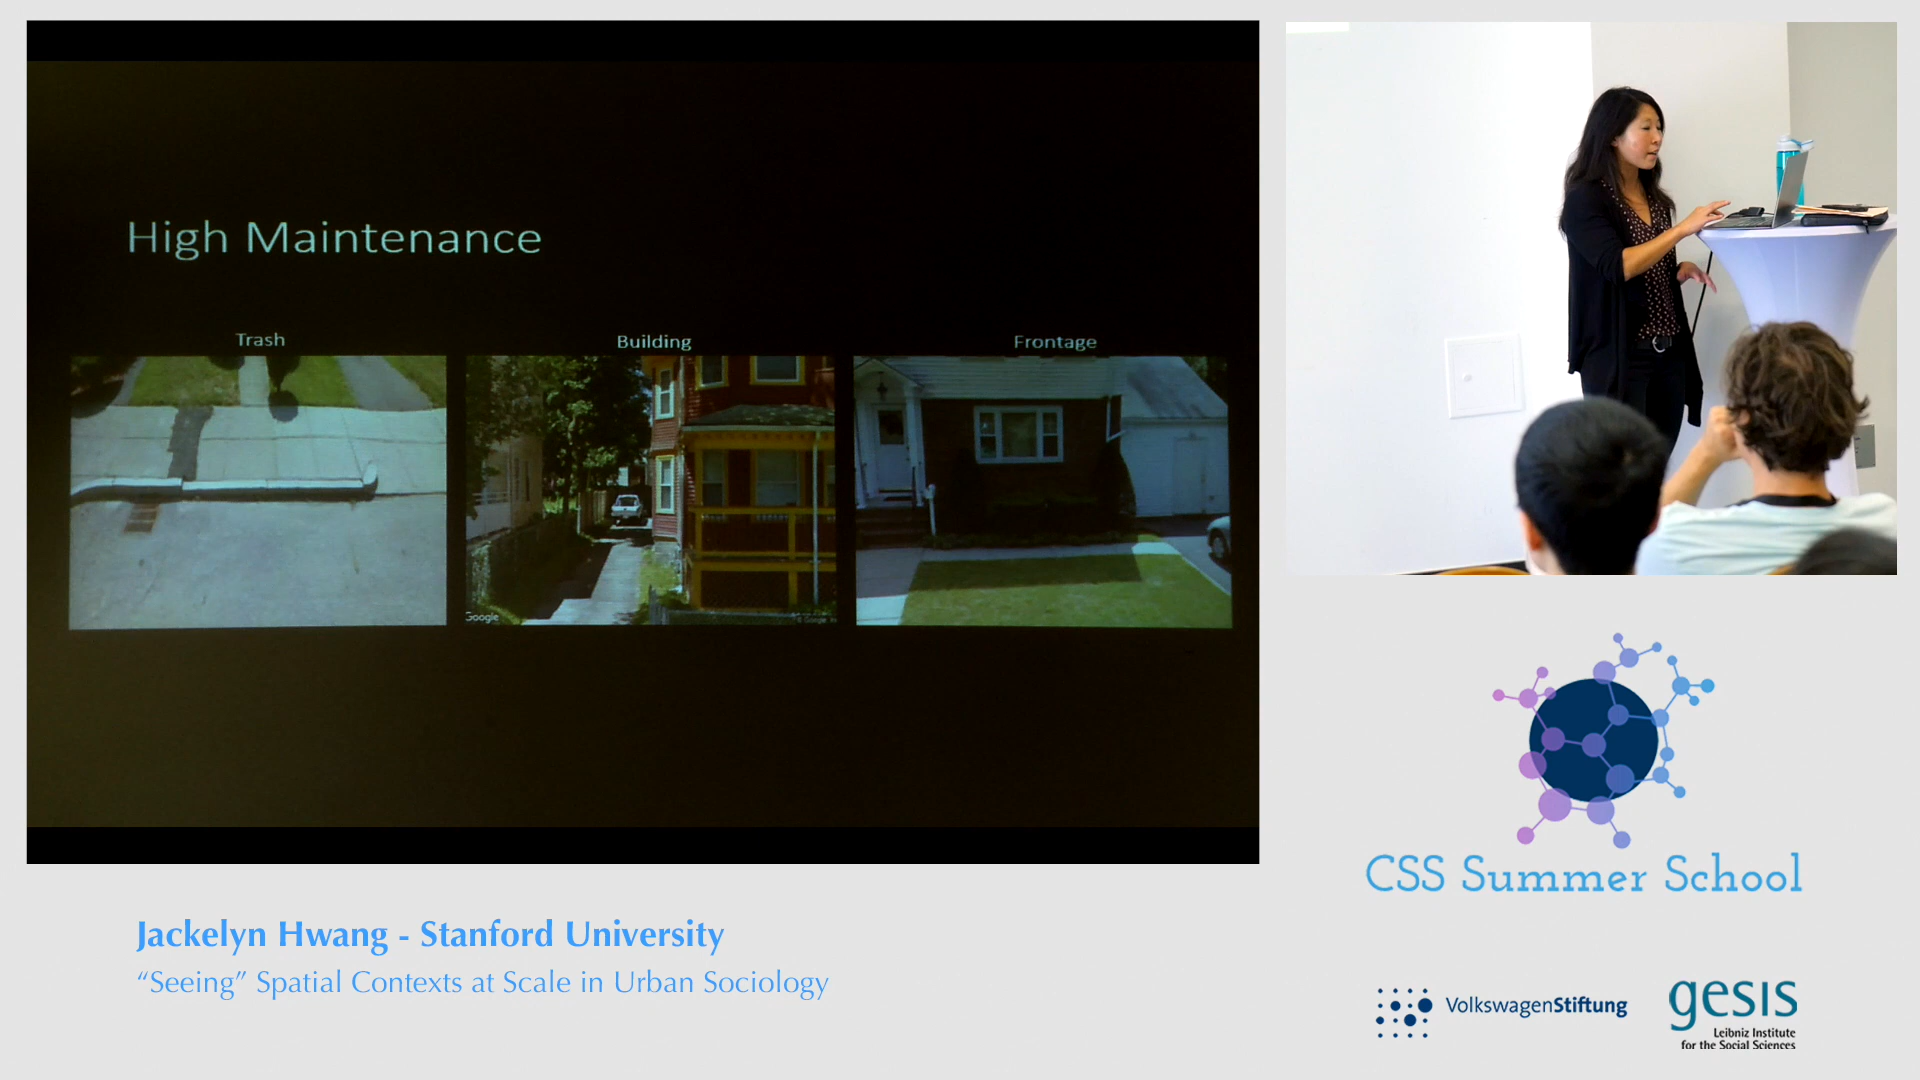 High Maintenance
Trash
Building
Frontage
Google
Jackelyn Hwang - Stanford University
“Seeing” Spatial Contexts at Scale in Urban Sociology
CSS Summer School
VolkswagenStiftung
gesis
Leibniz Institute
for the Social Sciences